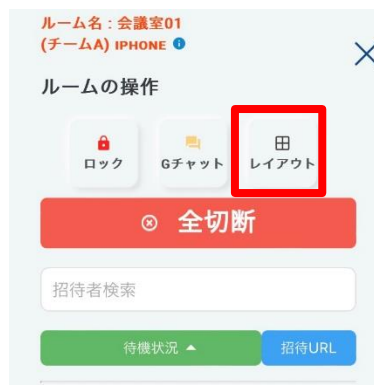 ルーム名：会議室01
(チームA) IPHONE
ルームの操作
ロック
Gチャット
レイアウト
全切断
招待者検索
待機状況
招待URL